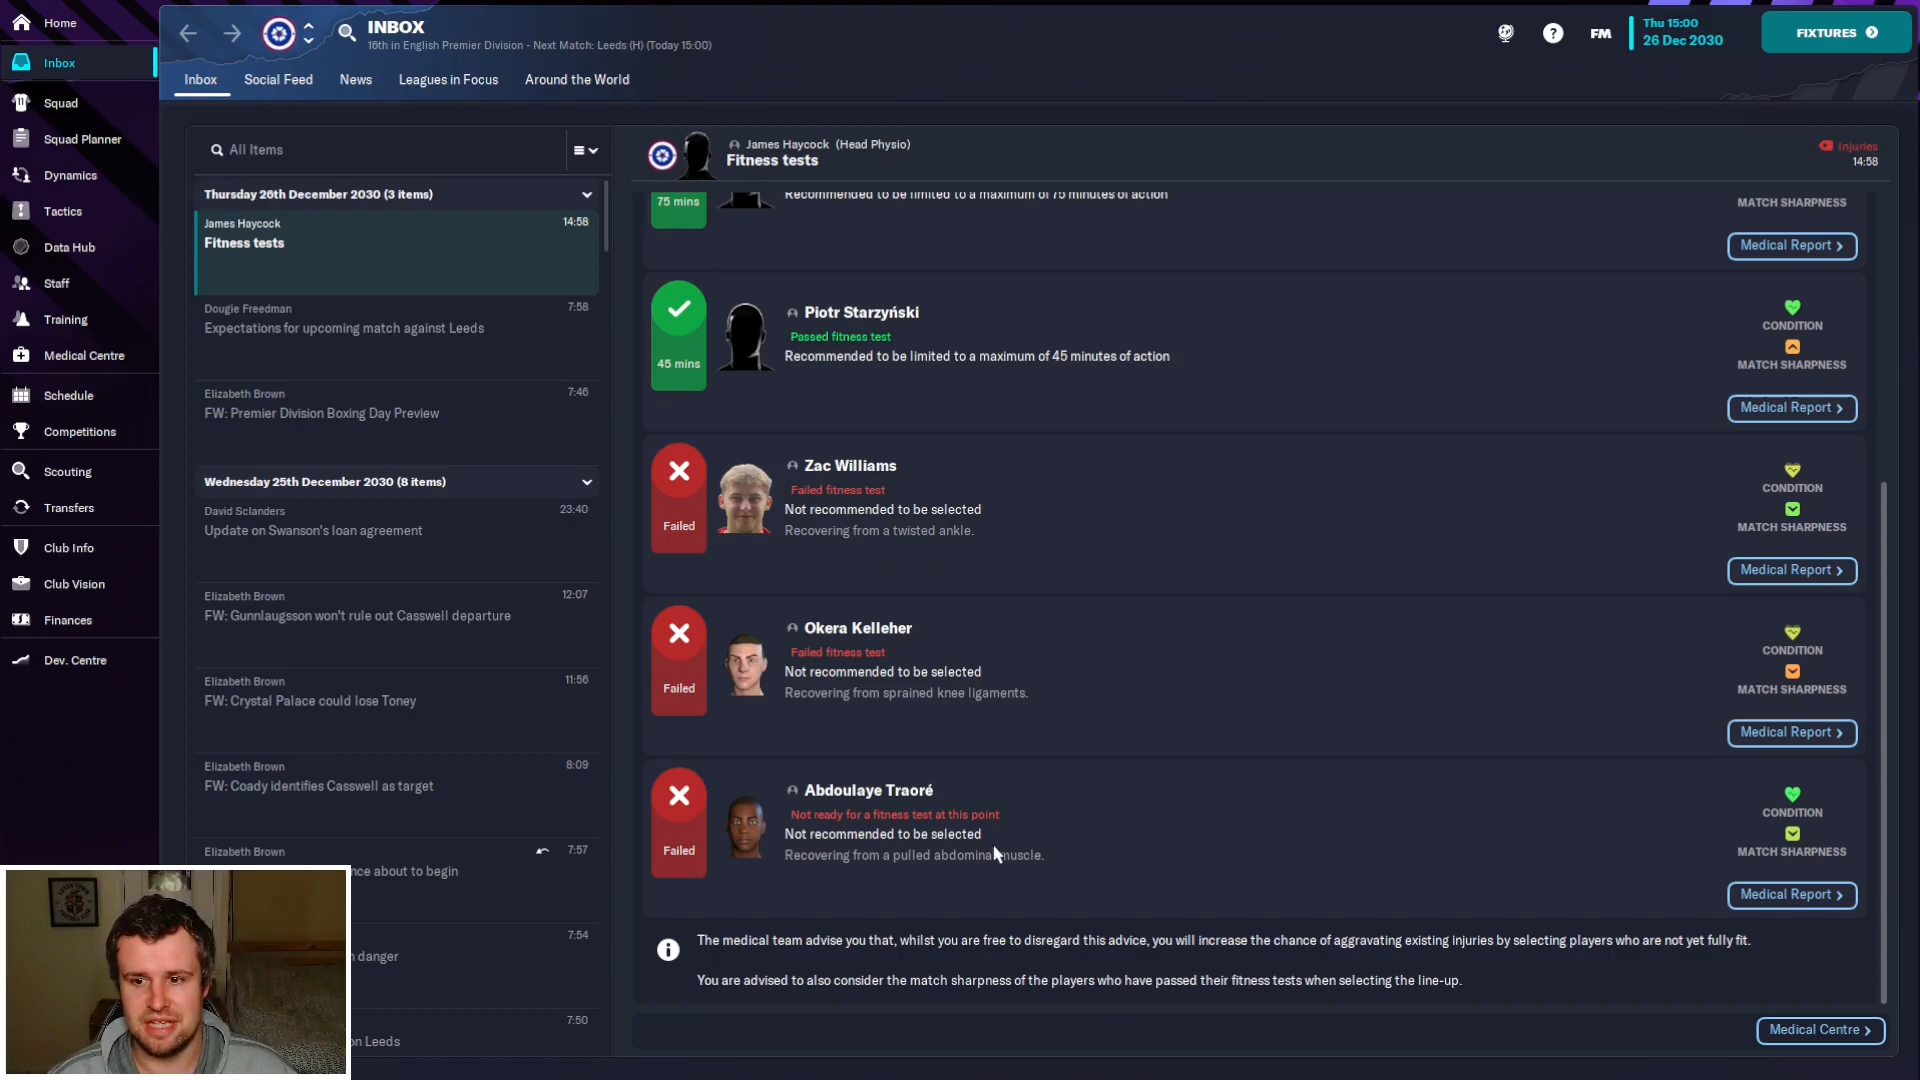 Home
Inbox
Squad
Squad Planner
Dynamics
Tactics
Data Hub
Staff
Training
Medical Centre
Schedule
Competitions
Scouting
Transfers
Club Info
Club Vision
Finances
Dev. Centre
INBOX
16th in English Premier Division - Next Match: Leeds (H) (Today 15:00)
FM
Thu 15:00
26 Dec 2030
FIXTURES
Inbox
Social Feed
News
Leagues in Focus
Around the World
All Items
Thursday 26th December 2030 (3 items)
James Haycock 14:58
Fitness tests
Dougie Freedman 7:58
Expectations for upcoming match against Leeds
Elizabeth Brown 7:46
FW: Premier Division Boxing Day Preview
Wednesday 25th December 2030 (8 items)
David Sclanders 23:40
Update on Swanson's loan agreement
Elizabeth Brown 12:07
FW: Gunnlaugsson won't rule out Casswell departure
Elizabeth Brown 11:56
FW: Crystal Palace could lose Toney
Elizabeth Brown 8:09
FW: Coady identifies Casswell as target
Elizabeth Brown 7:57
nce about to begin
7:54
danger
7:50
on Leeds
James Haycock (Head Physio)
Fitness tests
Injuries
14:58
75 mins
Recommended to be limited to a maximum of 75 minutes of action
MATCH SHARPNESS
Medical Report
45 mins
Piotr Starzyński
Passed fitness test
Recommended to be limited to a maximum of 45 minutes of action
CONDITION
MATCH SHARPNESS
Medical Report
Failed
Zac Williams
Failed fitness test
Not recommended to be selected
Recovering from a twisted ankle.
CONDITION
MATCH SHARPNESS
Medical Report
Failed
Okera Kelleher
Failed fitness test
Not recommended to be selected
Recovering from sprained knee ligaments.
CONDITION
MATCH SHARPNESS
Medical Report
Failed
Abdoulaye Traoré
Not ready for a fitness test at this point
Not recommended to be selected
Recovering from a pulled abdominal muscle.
CONDITION
MATCH SHARPNESS
Medical Report
The medical team advise you that, whilst you are free to disregard this advice, you will increase the chance of aggravating existing injuries by selecting players who are not yet fully fit.
You are advised to also consider the match sharpness of the players who have passed their fitness tests when selecting the line-up.
Medical Centre